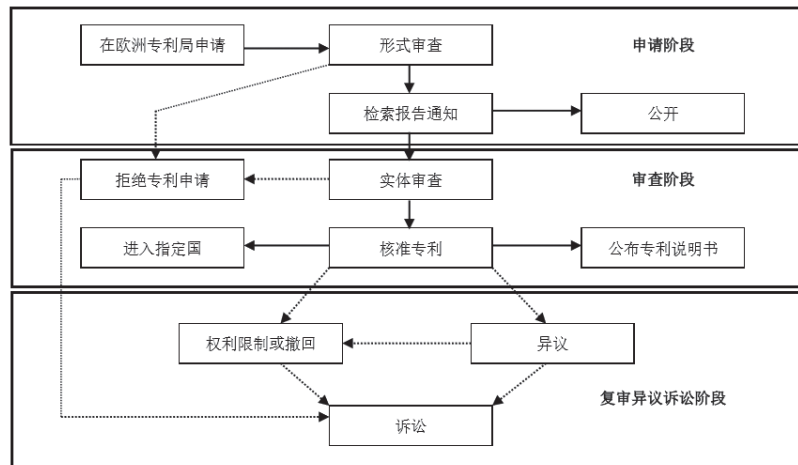 在欧洲专利局申请
形式审查
申请阶段
检索报告通知
公开
拒绝专利申请
实体审查
审查阶段
进入指定国
核准专利
公布专利说明书
权利限制或撤回
异议
复审异议诉讼阶段
诉讼